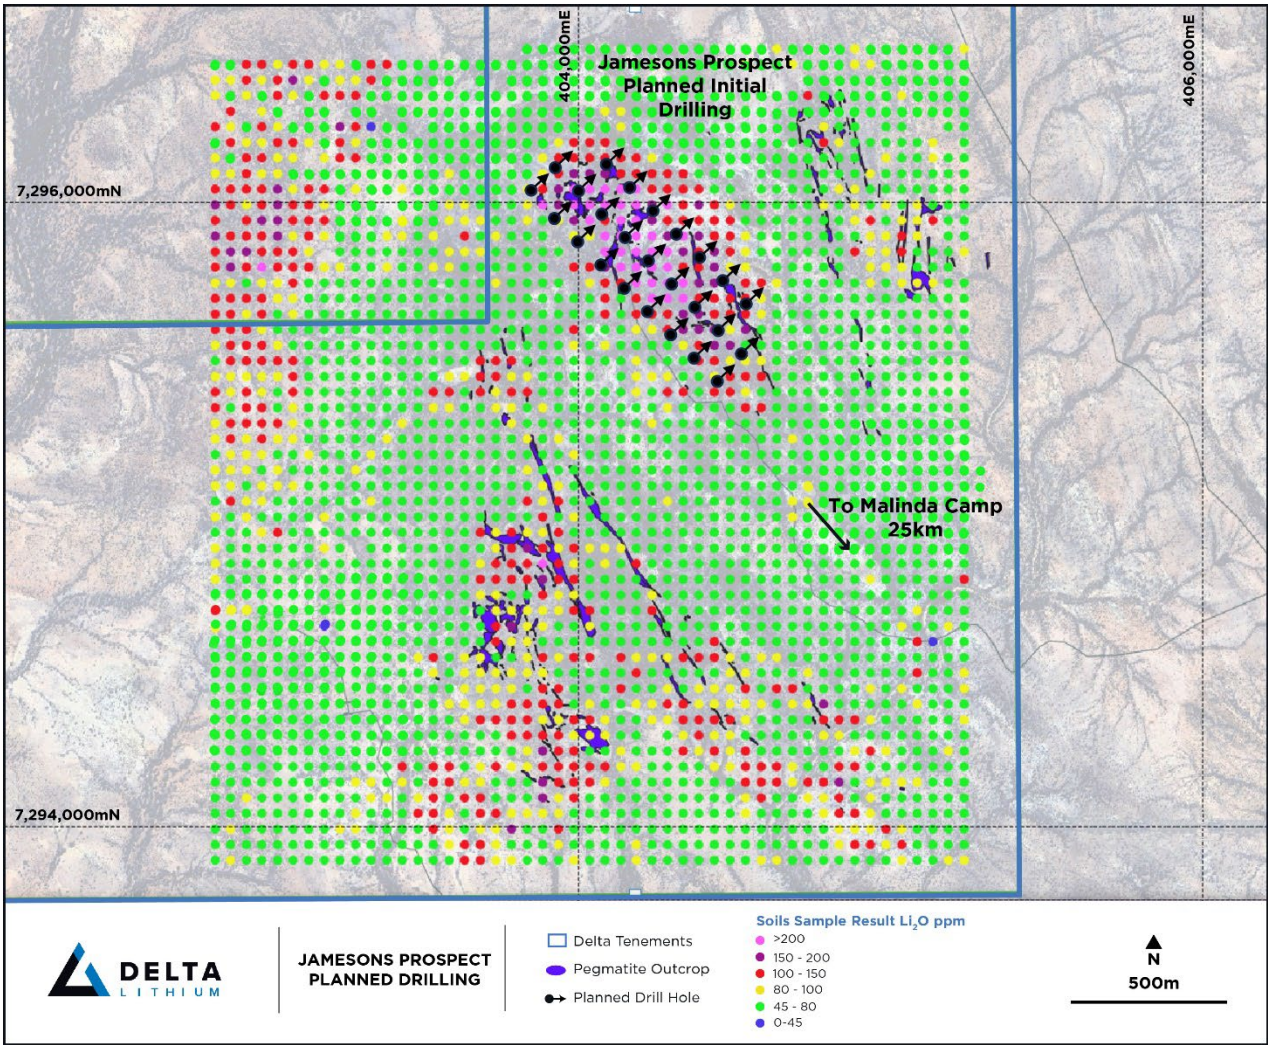 404,000mE
406,000mE
Jamesons Prospect
Planned Initial
Drilling
7,296,000mN
To Malinda Camp
25km
7,294,000mN
DELTA
LITHIUM
JAMESONS PROSPECT
PLANNED DRILLING
Delta Tenements
Pegmatite Outcrop
Planned Drill Hole
Soils Sample Result Li₂O ppm
>200
150 - 200
100 - 150
80 - 100
45 - 80
0-45
N
500m